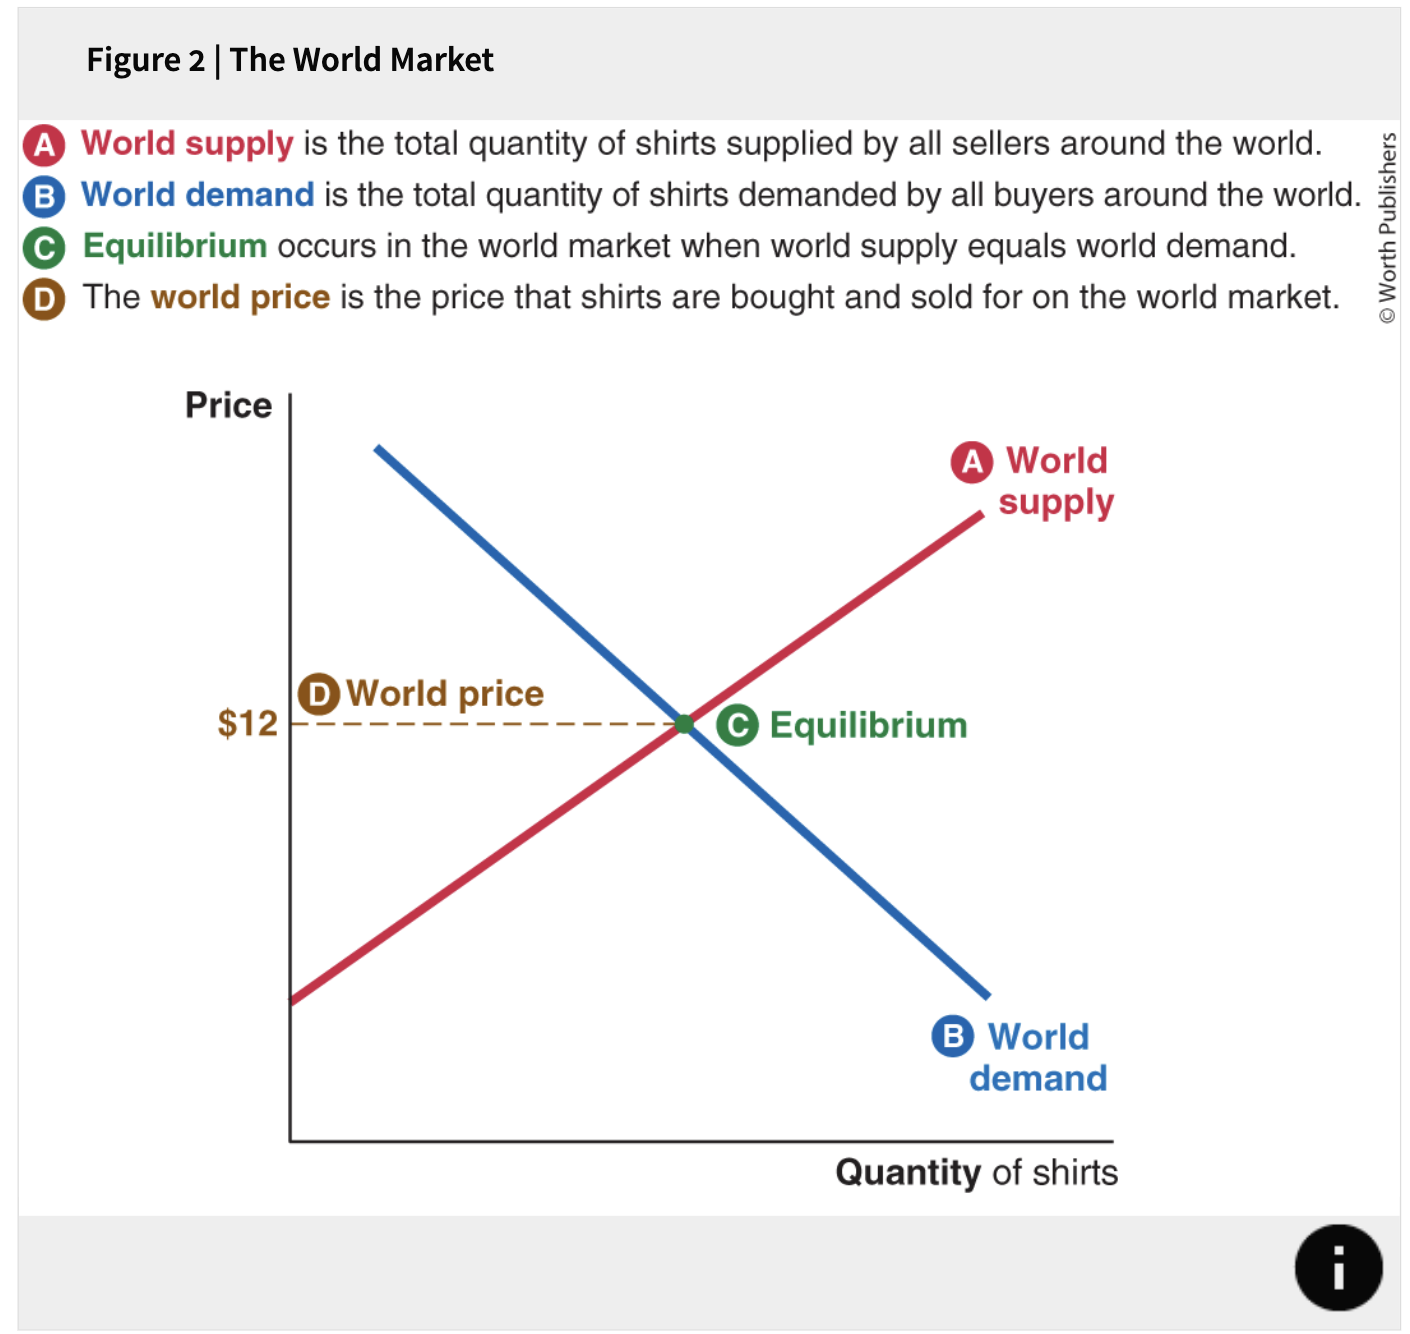 Figure 2 | The World Market
A World supply is the total quantity of shirts supplied by all sellers around the world.
B World demand is the total quantity of shirts demanded by all buyers around the world.
C Equilibrium occurs in the world market when world supply equals world demand.
D The world price is the price that shirts are bought and sold for on the world market.
© Worth Publishers
Price
A World
supply
D World price
$12
C Equilibrium
B World
demand
Quantity of shirts
i